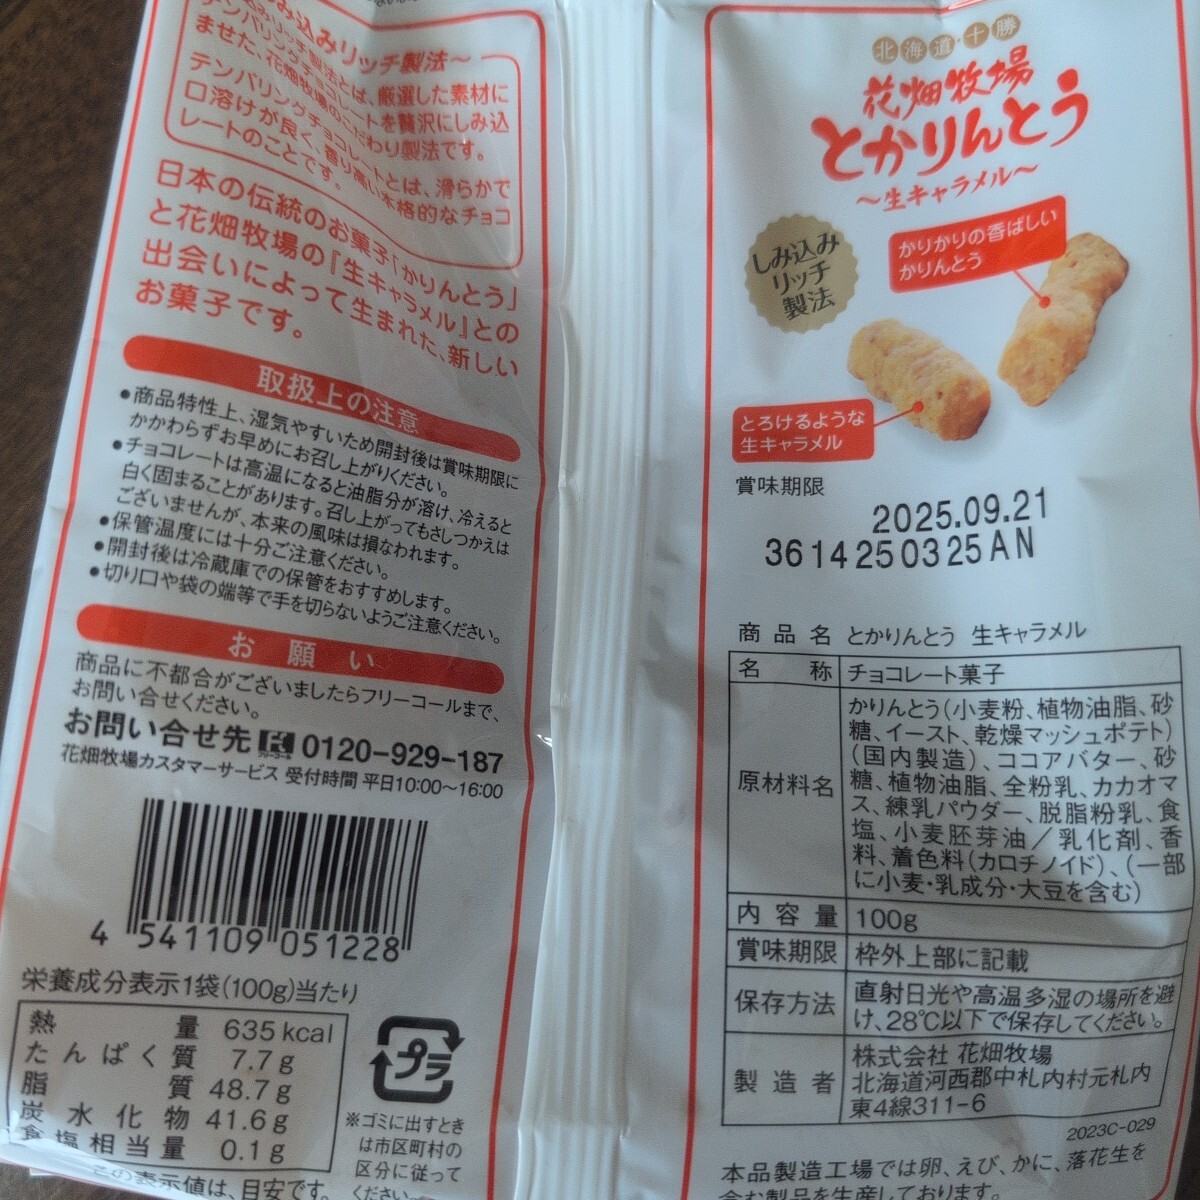 しみ込みリッチ製法〜
しみ込みリッチ製法とは、厳選した素材に
テンパリングチョコレートを贅沢にしみ込
ませた、花畑牧場のこだわり製法です。
テンパリングチョコレートとは、滑らかで
口溶けが良く、香り高い本格的なチョコ
レートのことです。
日本の伝統のお菓子「かりんとう」
と花畑牧場の『生キャラメル』との
出会いによって生まれた、新しい
お菓子です。
取扱上の注意
●商品特性上、湿気やすいため開封後は賞味期限に
かかわらずお早めにお召し上がりください。
●チョコレートは高温になると油脂分が溶け、冷えると
白く固まることがあります。召し上がってもさしつかえは
ございませんが、本来の風味は損なわれます。
●保管温度には十分ご注意ください。
●開封後は冷蔵庫での保管をおすすめします。
●切り口や袋の端等で手を切らないようご注意ください。
お願い
商品に不都合がございましたらフリーコールまで、
お問い合せください。
お問い合せ先 0120-929-187
花畑牧場カスタマーサービス 受付時間 平日10:00〜16:00
4 541109 051228
栄養成分表示1袋(100g)当たり
熱量 635kcal
たんぱく質 7.7g
脂質 48.7g
炭水化物 41.6g
食塩相当量 0.1g
この表示値は、目安です。
プラ
※ゴミに出すとき
は市区町村の
区分に従って
ください。
北海道・十勝
花畑牧場
とかりんとう
〜生キャラメル〜
しみ込み
リッチ
製法
かりかりの香ばしい
かりんとう
とろけるような
生キャラメル
賞味期限
2025.09.21
3614250325AN
商品名 とかりんとう 生キャラメル
名称 チョコレート菓子
原材料名 かりんとう(小麦粉、植物油脂、砂
糖、イースト、乾燥マッシュポテト)
(国内製造)、ココアバター、砂
糖、植物油脂、全粉乳、カカオマ
ス、練乳パウダー、脱脂粉乳、食
塩、小麦胚芽油／乳化剤、香
料、着色料(カロチノイド)、(一部
に小麦・乳成分・大豆を含む)
内容量 100g
賞味期限 枠外上部に記載
保存方法 直射日光や高温多湿の場所を避
け、28℃以下で保存してください。
製造者 株式会社 花畑牧場
北海道河西郡中札内村元札内
東4線311-6
2023C-029
本品製造工場では卵、えび、かに、落花生を
含む製品を生産しております。